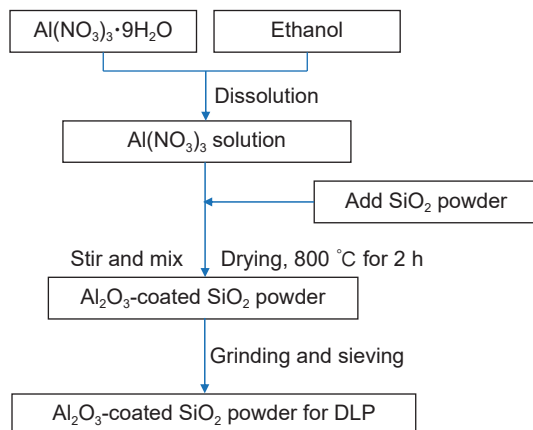 Al(NO₃)₃·9H₂O
Ethanol
Dissolution
Al(NO₃)₃ solution
Add SiO₂ powder
Stir and mix
Drying, 800 ℃ for 2 h
Al₂O₃-coated SiO₂ powder
Grinding and sieving
Al₂O₃-coated SiO₂ powder for DLP